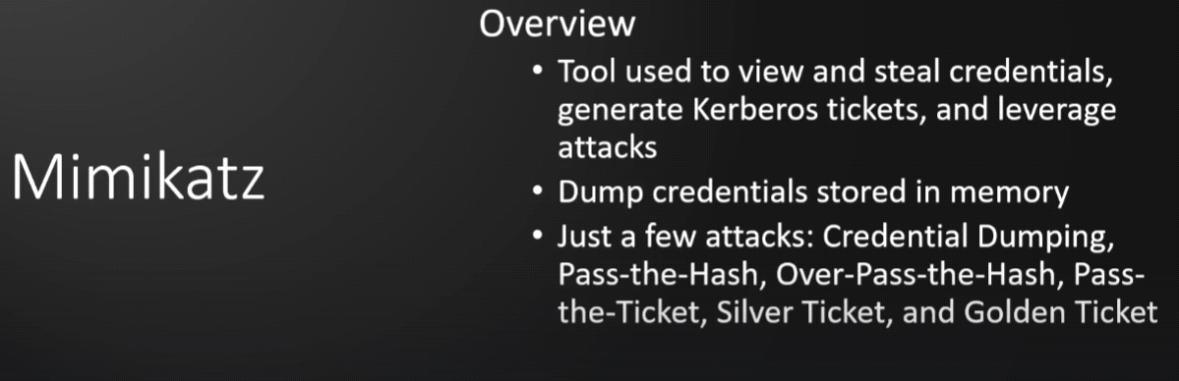 Mimikatz
Overview
• Tool used to view and steal credentials,
generate Kerberos tickets, and leverage
attacks
• Dump credentials stored in memory
• Just a few attacks: Credential Dumping,
Pass-the-Hash, Over-Pass-the-Hash, Pass-
the-Ticket, Silver Ticket, and Golden Ticket